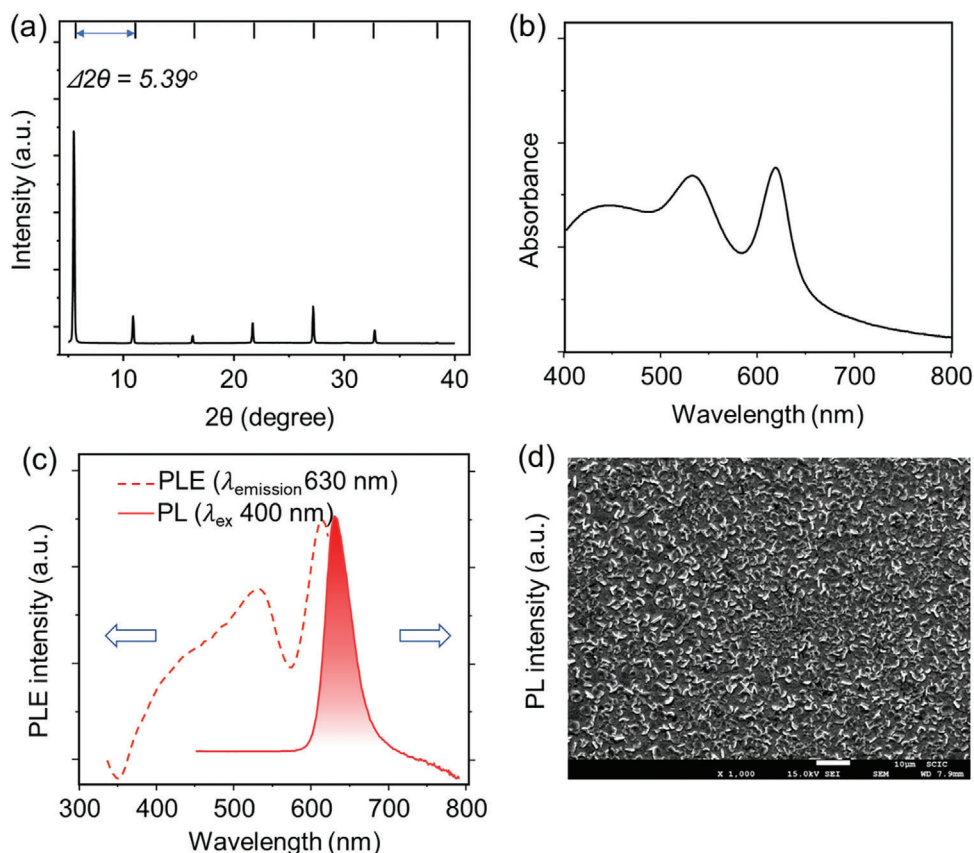 (a)
Δ2θ = 5.39º
Intensity (a.u.)
10 20 30 40
2θ (degree)
(b)
Absorbance
400 500 600 700 800
Wavelength (nm)
(c)
PLE (λemission 630 nm)
PL (λex 400 nm)
PLE intensity (a.u.)
300 400 500 600 700 800
Wavelength (nm)
PL intensity (a.u.)
(d)
10µm SCIC
X 1,000 15.0kV SEI SEM WD 7.9mm